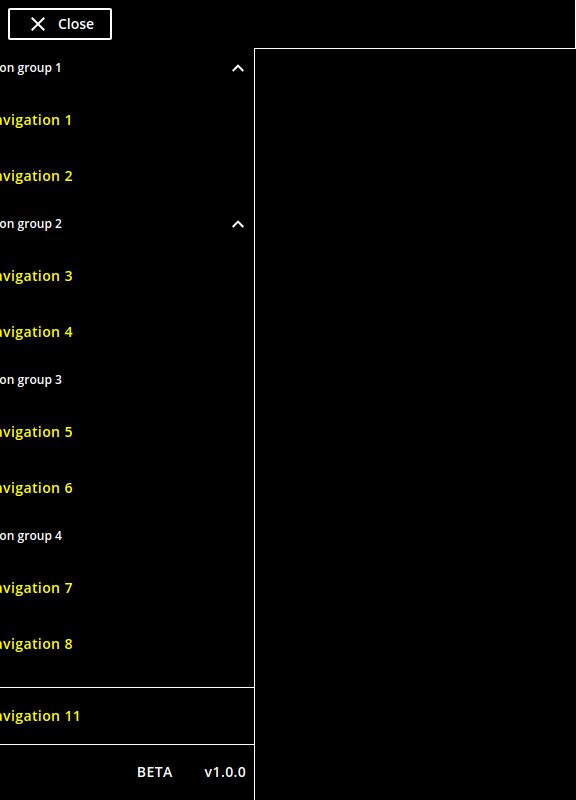 Close
on group 1
avigation 1
avigation 2
on group 2
avigation 3
avigation 4
on group 3
avigation 5
avigation 6
on group 4
avigation 7
avigation 8
avigation 11
BETA v1.0.0